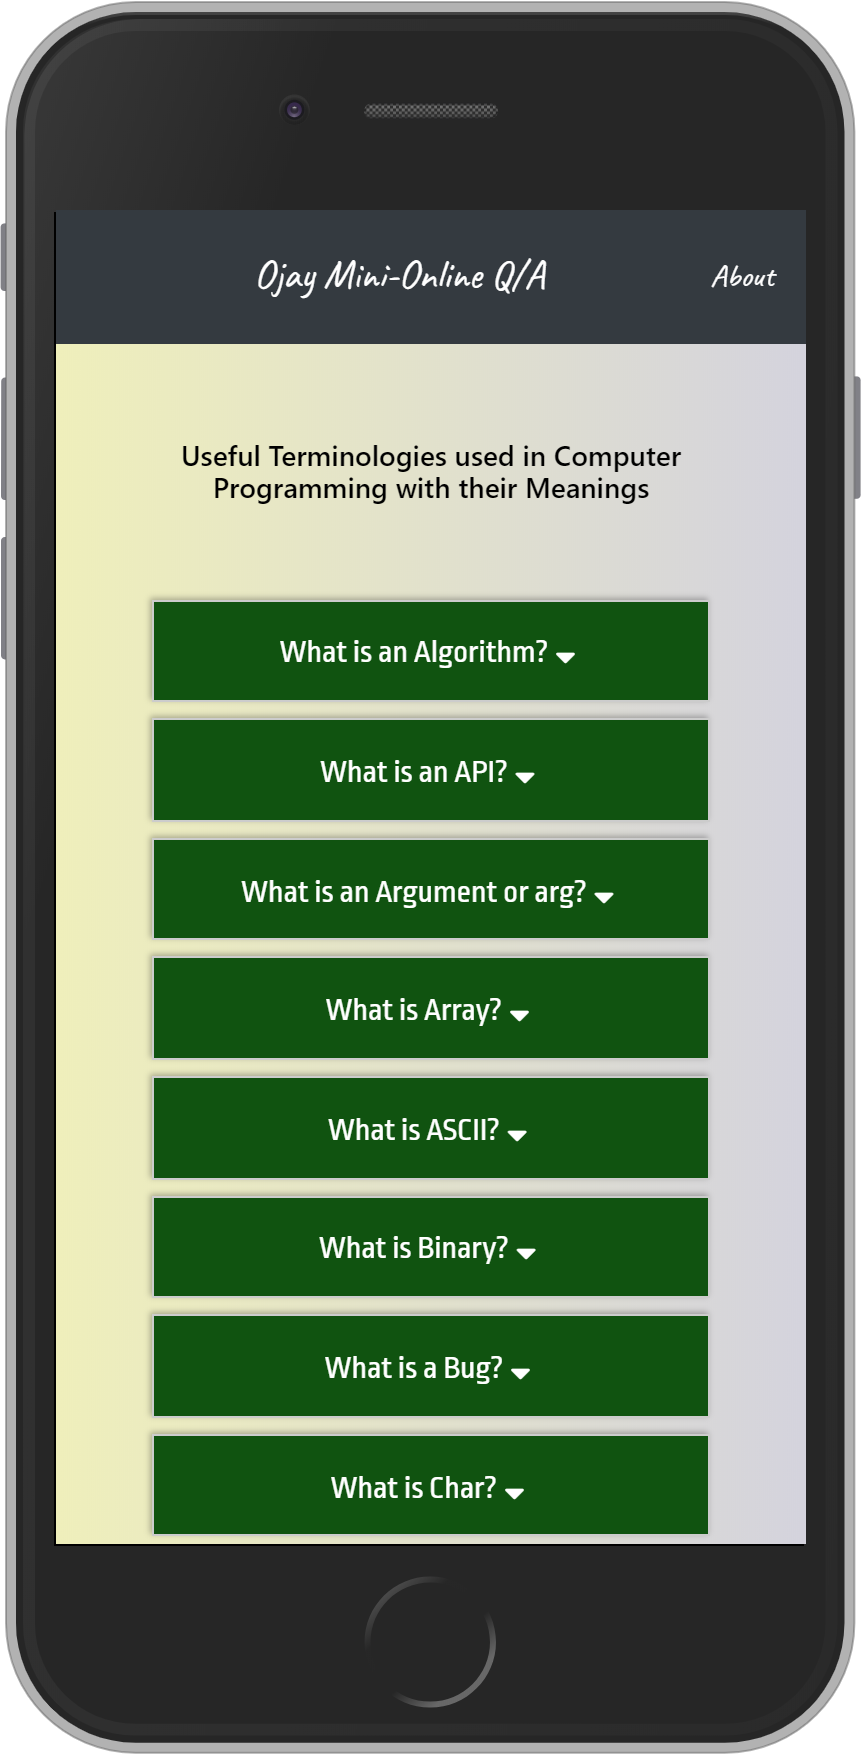 Ojay Mini-Online Q/A
About
Useful Terminologies used in Computer
Programming with their Meanings
What is an Algorithm?
What is an API?
What is an Argument or arg?
What is Array?
What is ASCII?
What is Binary?
What is a Bug?
What is Char?